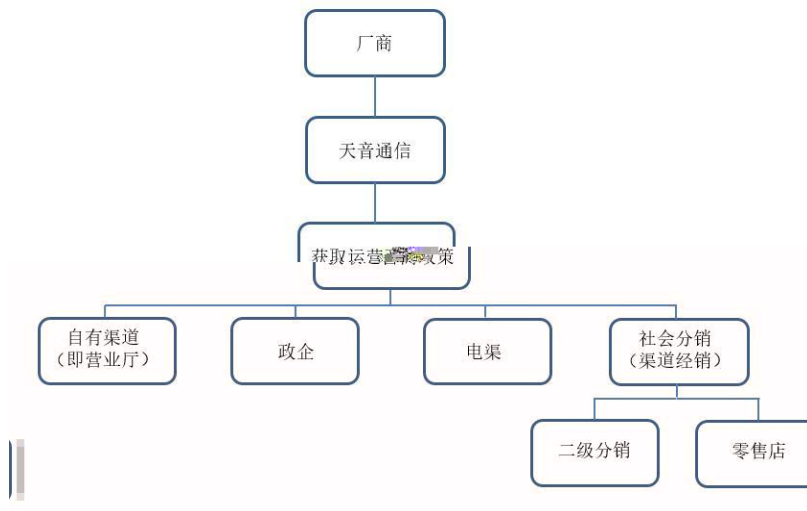 厂商
天音通信
获取运营商政策
自有渠道
（即营业厅）
政企
电渠
社会分销
（渠道经销）
二级分销
零售店